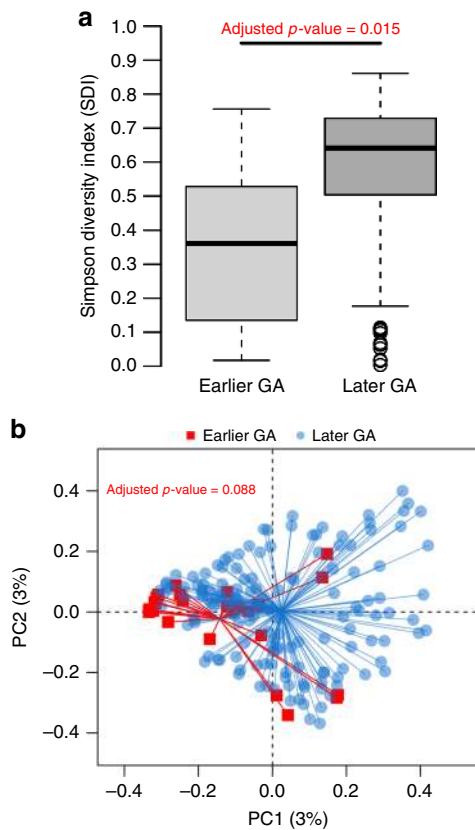 a
Adjusted p-value = 0.015
Simpson diversity index (SDI)
1.0
0.9
0.8
0.7
0.6
0.5
0.4
0.3
0.2
0.1
0.0
Earlier GA Later GA
b
Earlier GA Later GA
Adjusted p-value = 0.088
PC2 (3%)
0.4
0.2
0.0
−0.2
−0.4
−0.4 −0.2 0.0 0.2 0.4
PC1 (3%)